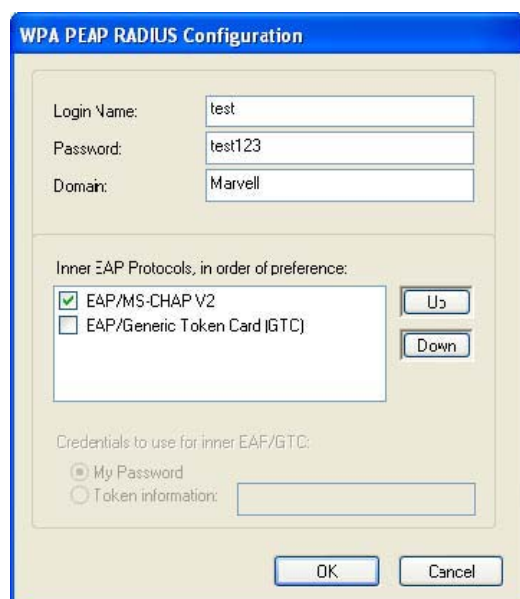 WPA PEAP RADIUS Configuration
Login Name: test
Password: test123
Domain: Marvell
Inner EAP Protocols, in order of preference:
EAP/MS-CHAP V2
EAP/Generic Token Card (GTC)
Up
Down
Credentials to use for inner EAP/GTC:
My Password
Token information:
OK Cancel